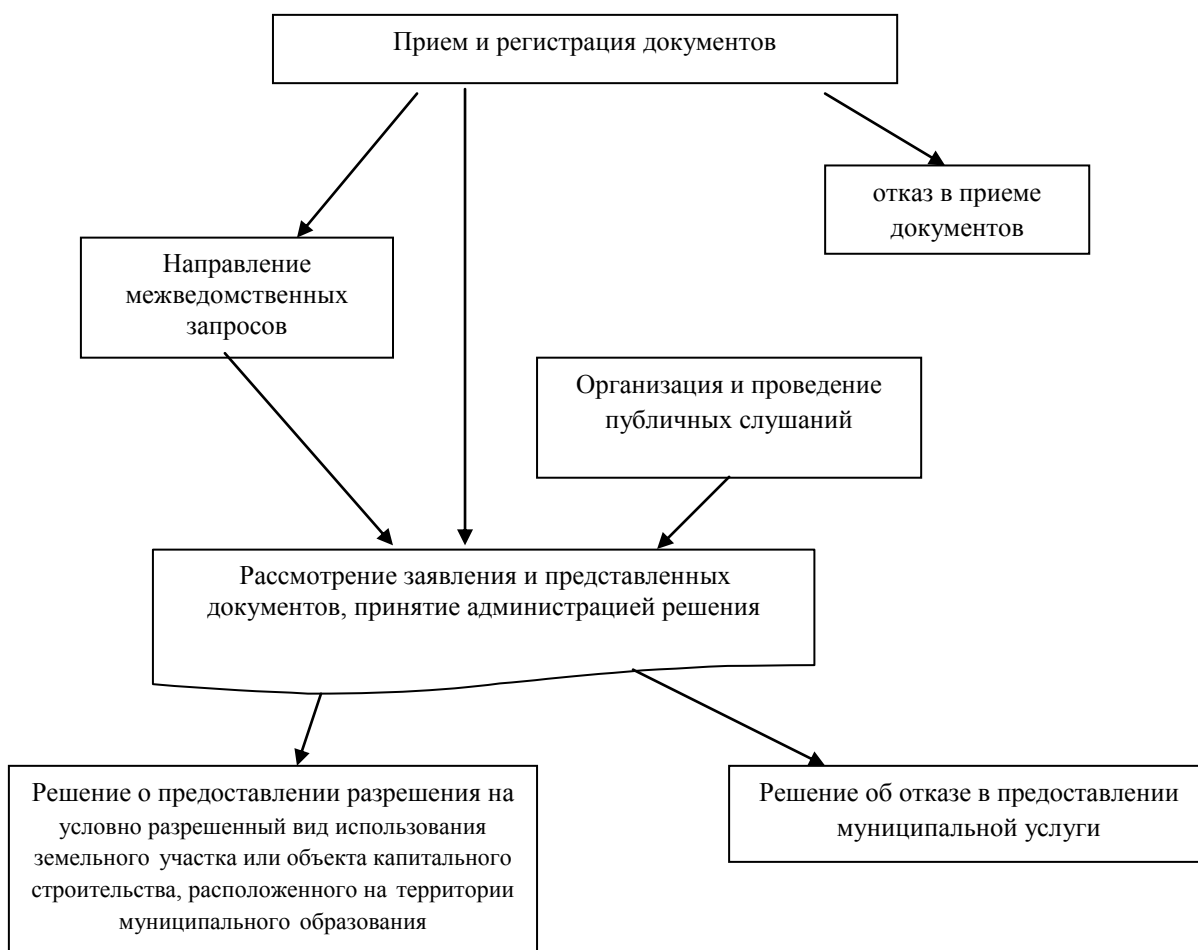 Прием и регистрация документов
отказ в приеме
документов
Направление
межведомственных
запросов
Организация и проведение
публичных слушаний
Рассмотрение заявления и представленных
документов, принятие администрацией решения
Решение о предоставлении разрешения на
условно разрешенный вид использования
земельного участка или объекта капитального
строительства, расположенного на территории
муниципального образования
Решение об отказе в предоставлении
муниципальной услуги